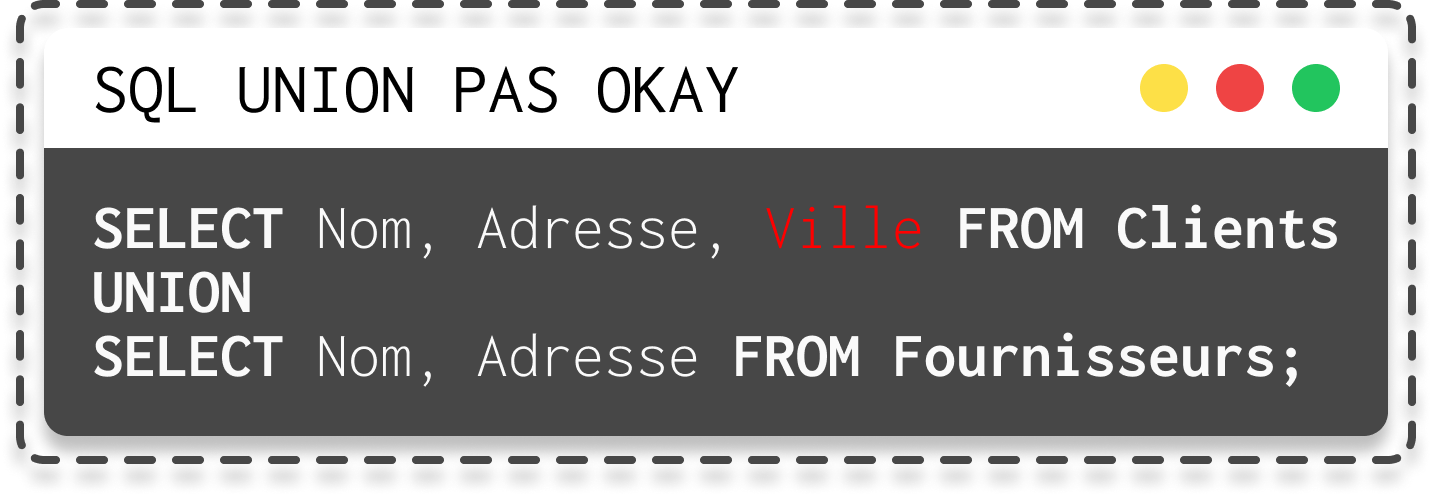 SQL UNION PAS OKAY
SELECT Nom, Adresse, Ville FROM Clients
UNION
SELECT Nom, Adresse FROM Fournisseurs;